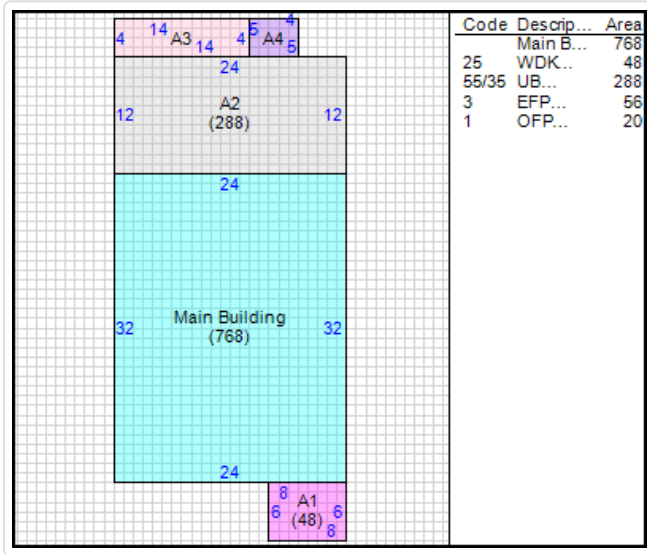 4 14 A3 14 4 5 A4 4 5
24
12 A2 12
(288)
24
32 Main Building 32
(768)
24
8 A1
6 (48) 6
8
Code Descrip... Area
Main B... 768
25 WDK... 48
55/35 UB... 288
3 EFP... 56
1 OFP... 20